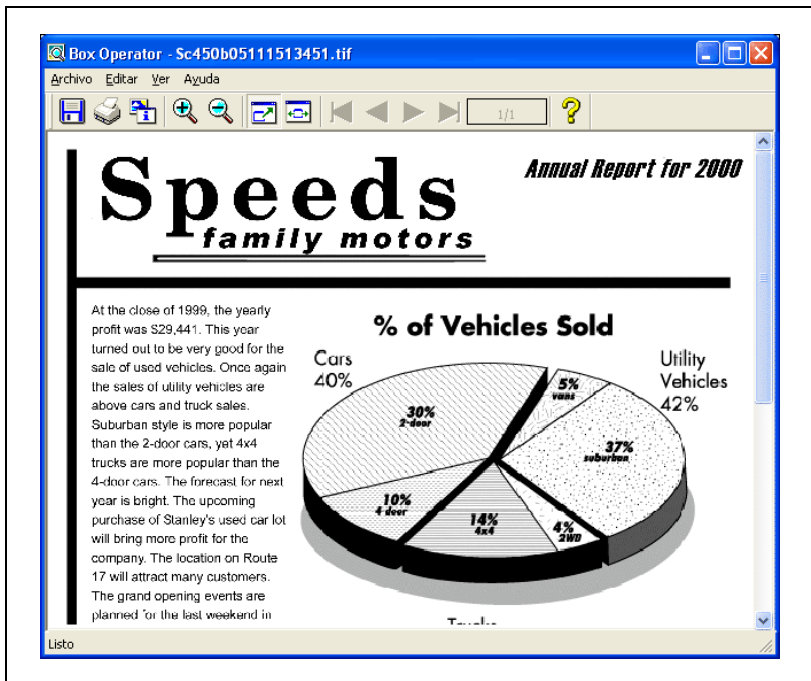 Box Operator - Sc450b05111513451.tif
Archivo Editar Ver Ayuda
1/1
Speeds
family motors
Annual Report for 2000
At the close of 1999, the yearly
profit was $29,441. This year
turned out to be very good for the
sale of used vehicles. Once again
the sales of utility vehicles are
above cars and truck sales.
Suburban style is more popular
than the 2-door cars, yet 4x4
trucks are more popular than the
4-door cars. The forecast for next
year is bright. The upcoming
purchase of Stanley's used car lot
will bring more profit for the
company. The location on Route
17 will attract many customers.
The grand opening events are
planned for the last weekend in
% of Vehicles Sold
Cars
40%
Utility
Vehicles
42%
30%
2-door
5%
vans
37%
suburban
10%
4 door
14%
4x4
4%
2WD
Listo